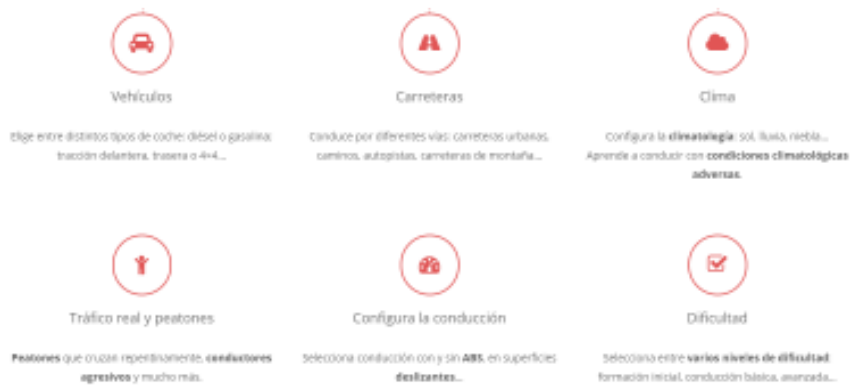 Vehículos
Elige entre distintos tipos de coche: diésel o gasolina;
tracción delantera, trasera o 4×4...
Carreteras
Conduce por diferentes vías: carreteras urbanas,
caminos, autopistas, carreteras de montaña...
Clima
Configura la climatología: sol, lluvia, niebla...
Aprende a conducir con condiciones climatológicas
adversas.
Tráfico real y peatones
Peatones que cruzan repentinamente, conductores
agresivos y mucho más.
Configura la conducción
Selecciona conducción con y sin ABS, en superficies
deslizantes...
Dificultad
Selecciona entre varios niveles de dificultad:
formación inicial, conducción básica, avanzada...